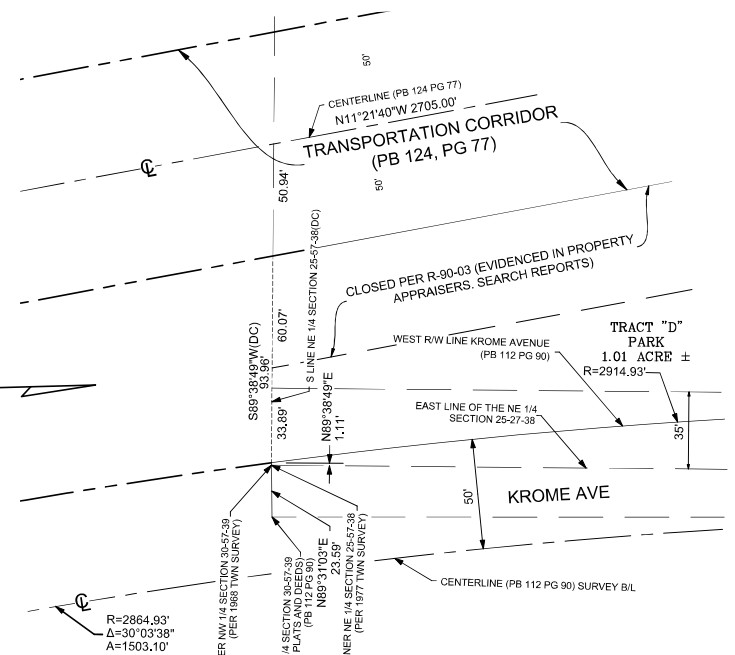 50'
CENTERLINE (PB 124 PG 77)
N11°21'40"W 2705.00'
TRANSPORTATION CORRIDOR
(PB 124, PG 77)
℄
50.94'
50'
S LINE NE 1/4 SECTION 25-57-38(DC)
CLOSED PER R-90-03 (EVIDENCED IN PROPERTY
APPRAISERS. SEARCH REPORTS)
60.07'
S89°38'49"W(DC)
93.96'
33.89'
N89°38'49"E
1.11'
WEST R/W LINE KROME AVENUE
(PB 112 PG 90)
TRACT "D"
PARK
1.01 ACRE ±
R=2914.93'
EAST LINE OF THE NE 1/4
SECTION 25-27-38
35'
50'
KROME AVE
ER NW 1/4 SECTION 30-57-39
(PER 1968 TWN SURVEY)
/4 SECTION 30-57-39
PLATS AND DEEDS)
(PB 112 PG 90)
N89°31'03"E
23.59'
NER NE 1/4 SECTION 25-57-38
(PER 1977 TWN SURVEY)
CENTERLINE (PB 112 PG 90) SURVEY B/L
℄
R=2864.93'
Δ=30°03'38"
A=1503.10'